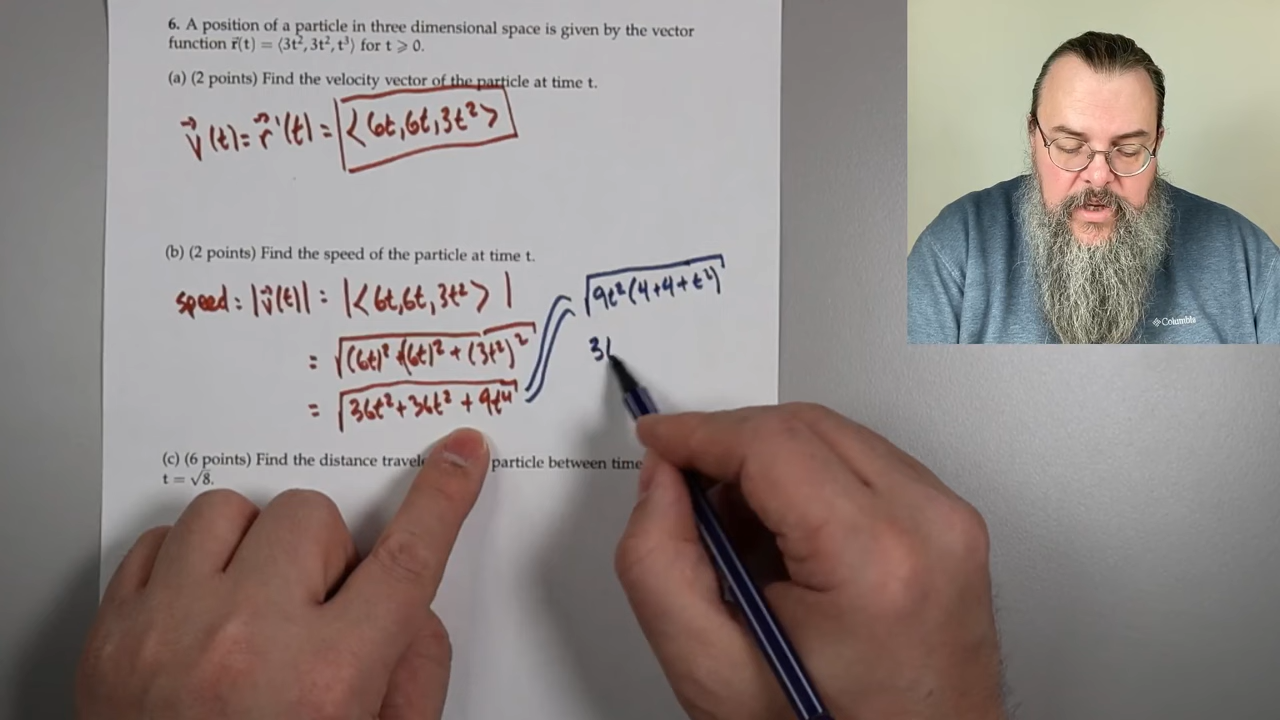 6. A position of a particle in three dimensional space is given by the vector
function r⃗(t) = ⟨3t², 3t², t³⟩ for t ⩾ 0.
(a) (2 points) Find the velocity vector of the particle at time t.
v⃗(t) = r⃗'(t) = <6t, 6t, 3t²>
(b) (2 points) Find the speed of the particle at time t.
speed = |v⃗(t)| = |<6t, 6t, 3t²>|
= √((6t)² + (6t)² + (3t²)²)
= √(36t² + 36t² + 9t⁴)
√(9t²(4+4+t²))
3
(c) (6 points) Find the distance particle between time
t = √8.
Columbia